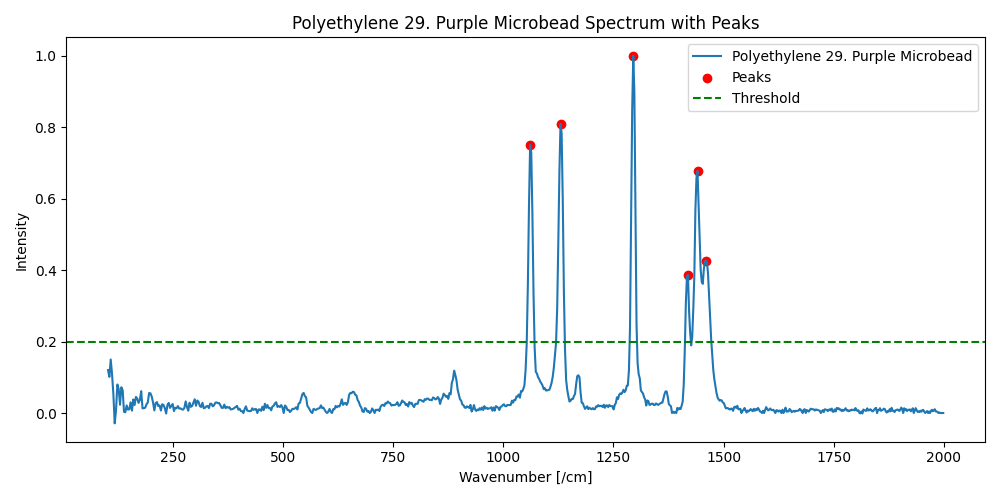 Polyethylene 29. Purple Microbead Spectrum with Peaks
Polyethylene 29. Purple Microbead
Peaks
Threshold
Intensity
1.0
0.8
0.6
0.4
0.2
0.0
250 500 750 1000 1250 1500 1750 2000
Wavenumber [/cm]